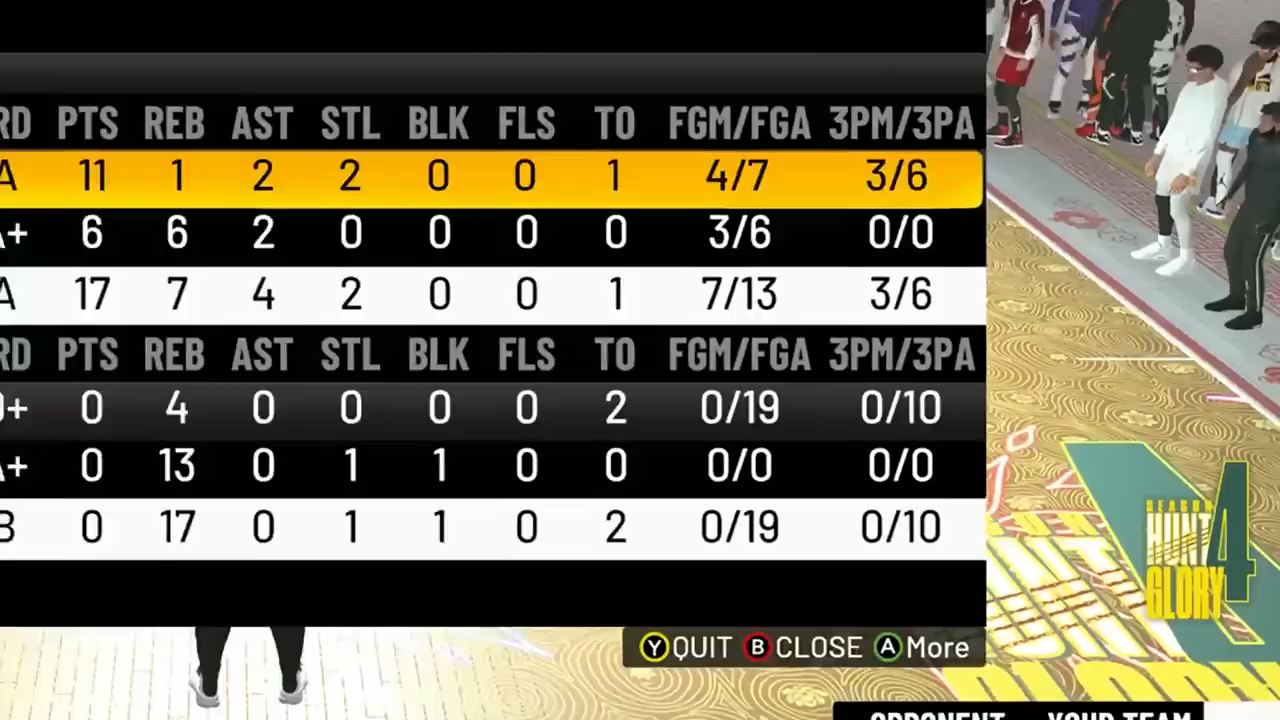 RD PTS REB AST STL BLK FLS TO FGM/FGA 3PM/3PA
A 11 1 2 2 0 0 1 4/7 3/6
A+ 6 6 2 0 0 0 0 3/6 0/0
A 17 7 4 2 0 0 1 7/13 3/6
RD PTS REB AST STL BLK FLS TO FGM/FGA 3PM/3PA
+ 0 4 0 0 0 0 2 0/19 0/10
A+ 0 13 0 1 1 0 0 0/0 0/0
B 0 17 0 1 1 0 2 0/19 0/10
SEASON 4
HUNT
GLORY
Y QUIT B CLOSE A More
OPPONENT YOUR TEAM